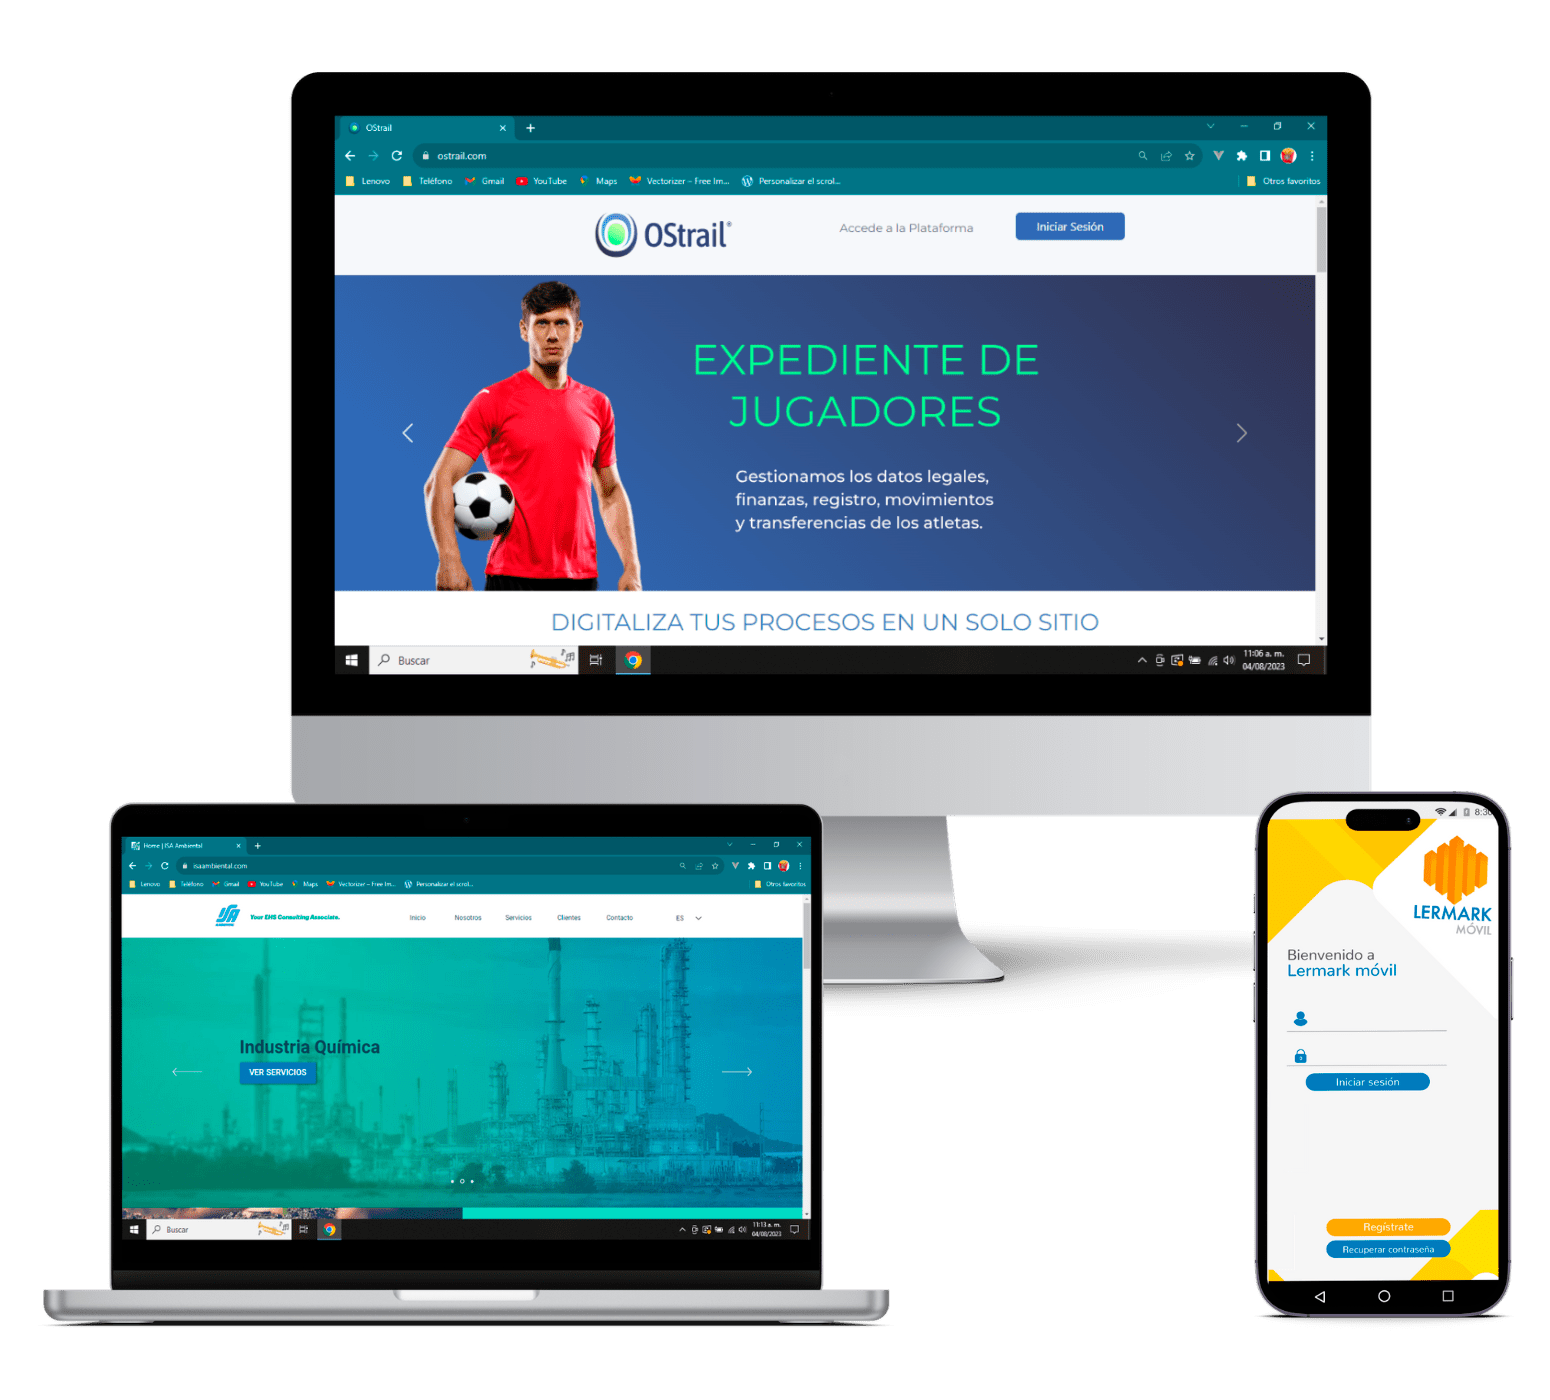 OStrail
ostrail.com
Lenovo Teléfono Gmail YouTube Maps Vectorizer – Free Im... Personalizar el scrol... Otros favoritos
OStrail®
Accede a la Plataforma
Iniciar Sesión
EXPEDIENTE DE
JUGADORES
Gestionamos los datos legales,
finanzas, registro, movimientos
y transferencias de los atletas.
DIGITALIZA TUS PROCESOS EN UN SOLO SITIO
Buscar
11:06 a. m.
04/08/2023
Home | ISA Ambiental
isaambiental.com
Lenovo Teléfono Gmail YouTube Maps Vectorizer – Free Im... Personalizar el scrol... Otros favoritos
ISA
Your EHS Consulting Associate.
Inicio Nosotros Servicios Clientes Contacto ES
Industria Química
VER SERVICIOS
Buscar
11:13 a. m.
04/08/2023
8:30
LERMARK
MÓVIL
Bienvenido a
Lermark móvil
Iniciar sesión
Regístrate
Recuperar contraseña